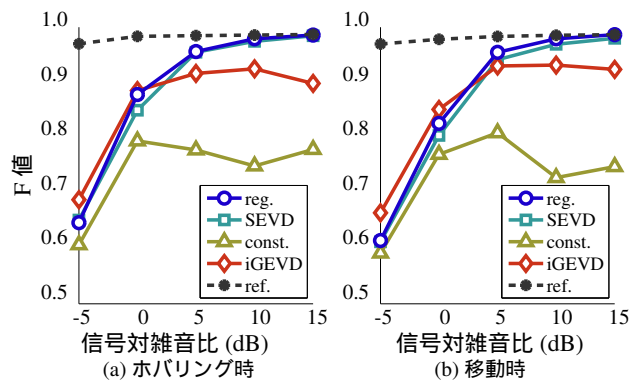 F 値
1.0
0.9
0.8
0.7
0.6
0.5
reg.
SEVD
const.
iGEVD
ref.
-5 0 5 10 15
信号対雑音比 (dB)
(a) ホバリング時
1.0
0.9
0.8
0.7
0.6
0.5
reg.
SEVD
const.
iGEVD
ref.
-5 0 5 10 15
信号対雑音比 (dB)
(b) 移動時